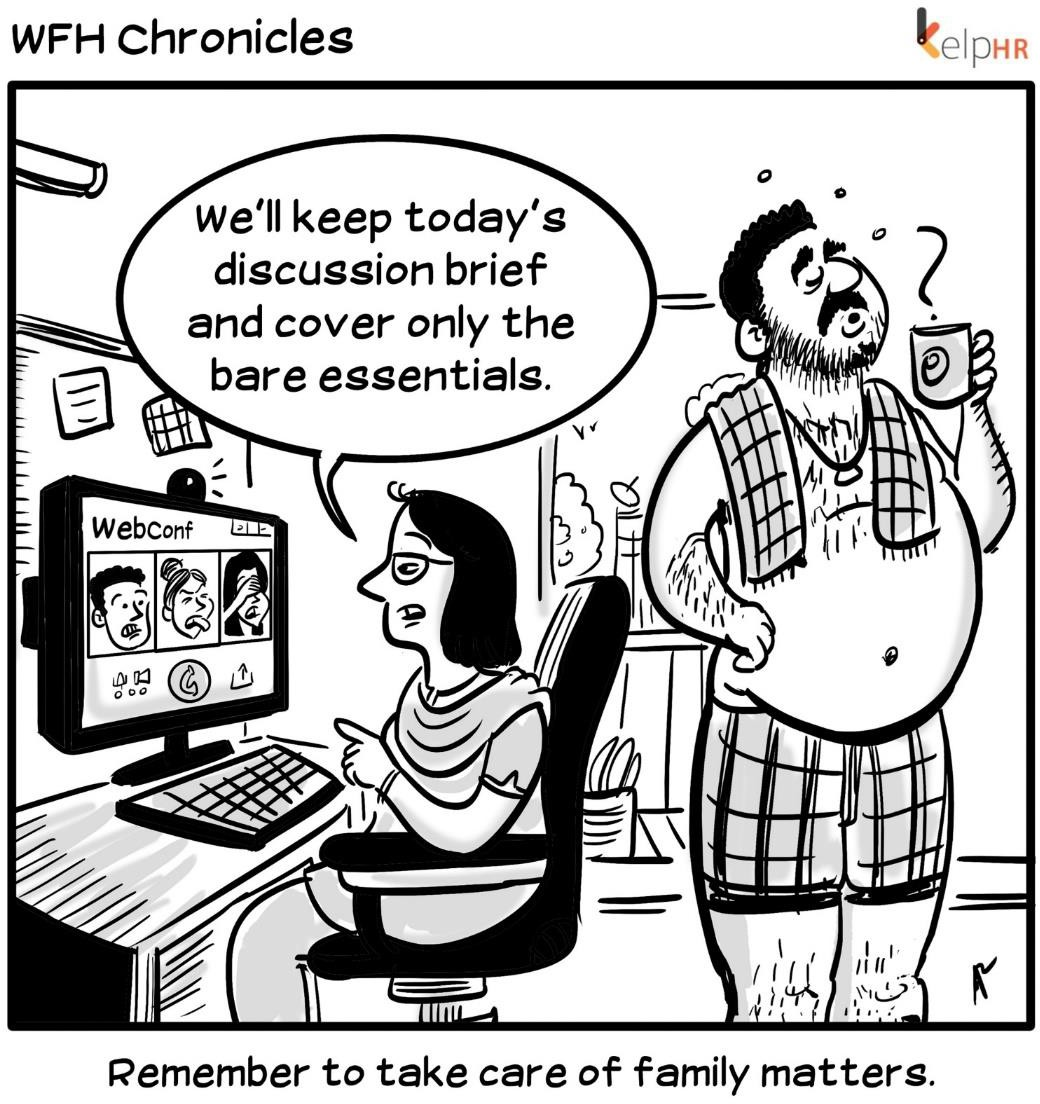 WFH Chronicles
KelpHR
We'll keep today's
discussion brief
and cover only the
bare essentials.
?
WebConf
Remember to take care of family matters.